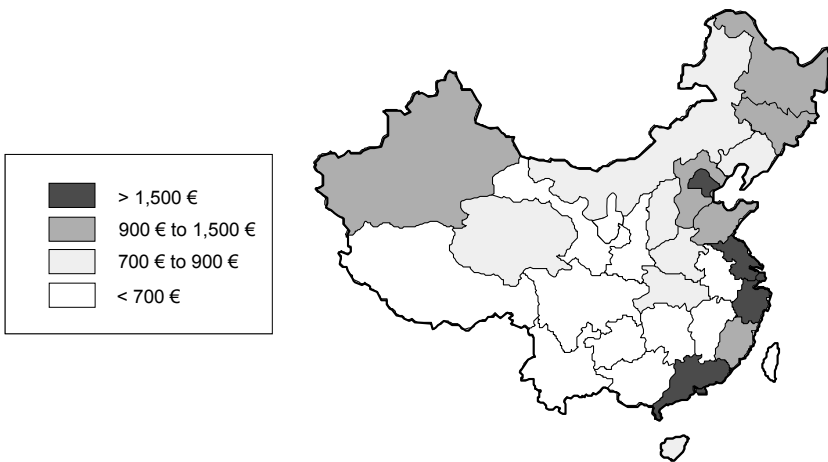 > 1,500 €
900 € to 1,500 €
700 € to 900 €
< 700 €